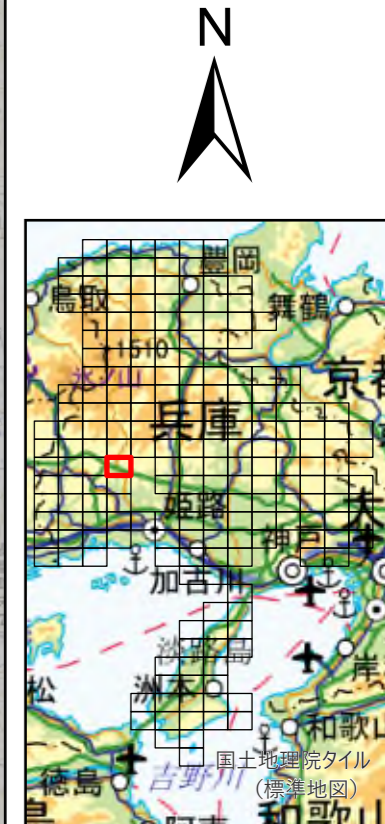 N
豊岡
鳥取
舞鶴
1510
氷ノ山
京都
兵庫
姫路
大
神戸
加古川
淡路島
岸
松
洲本
和歌山
国土地理院タイル
徳島
吉野川
(標準地図)
和歌山